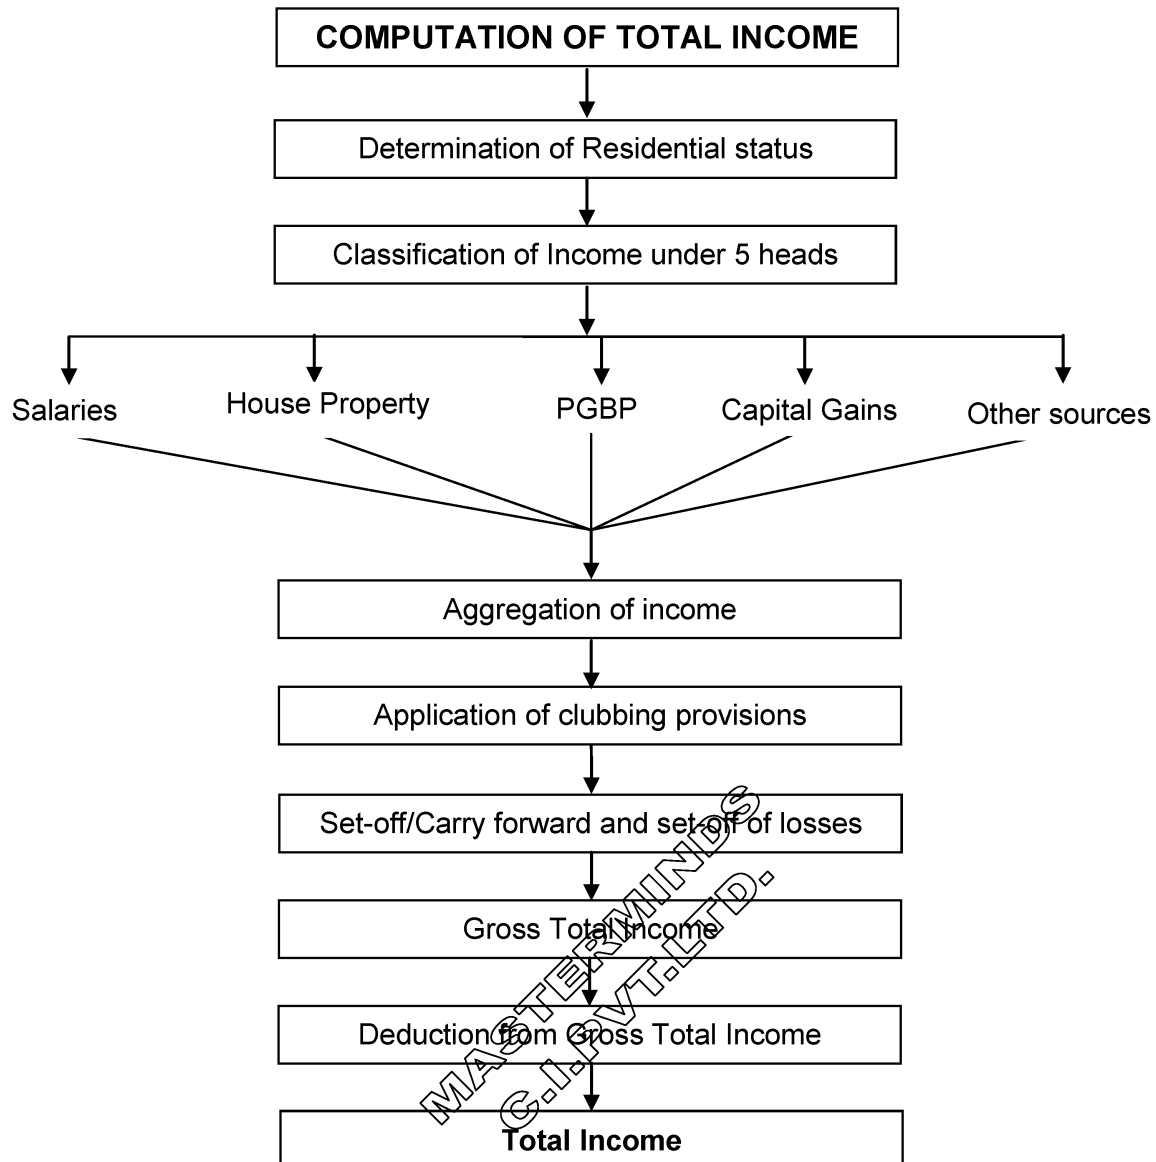 COMPUTATION OF TOTAL INCOME
Determination of Residential status
Classification of Income under 5 heads
Salaries
House Property
PGBP
Capital Gains
Other sources
Aggregation of income
Application of clubbing provisions
Set-off/Carry forward and set-off of losses
Gross Total Income
Deduction from Gross Total Income
Total Income
MASTERMINDS
C.I.PVT.LTD.